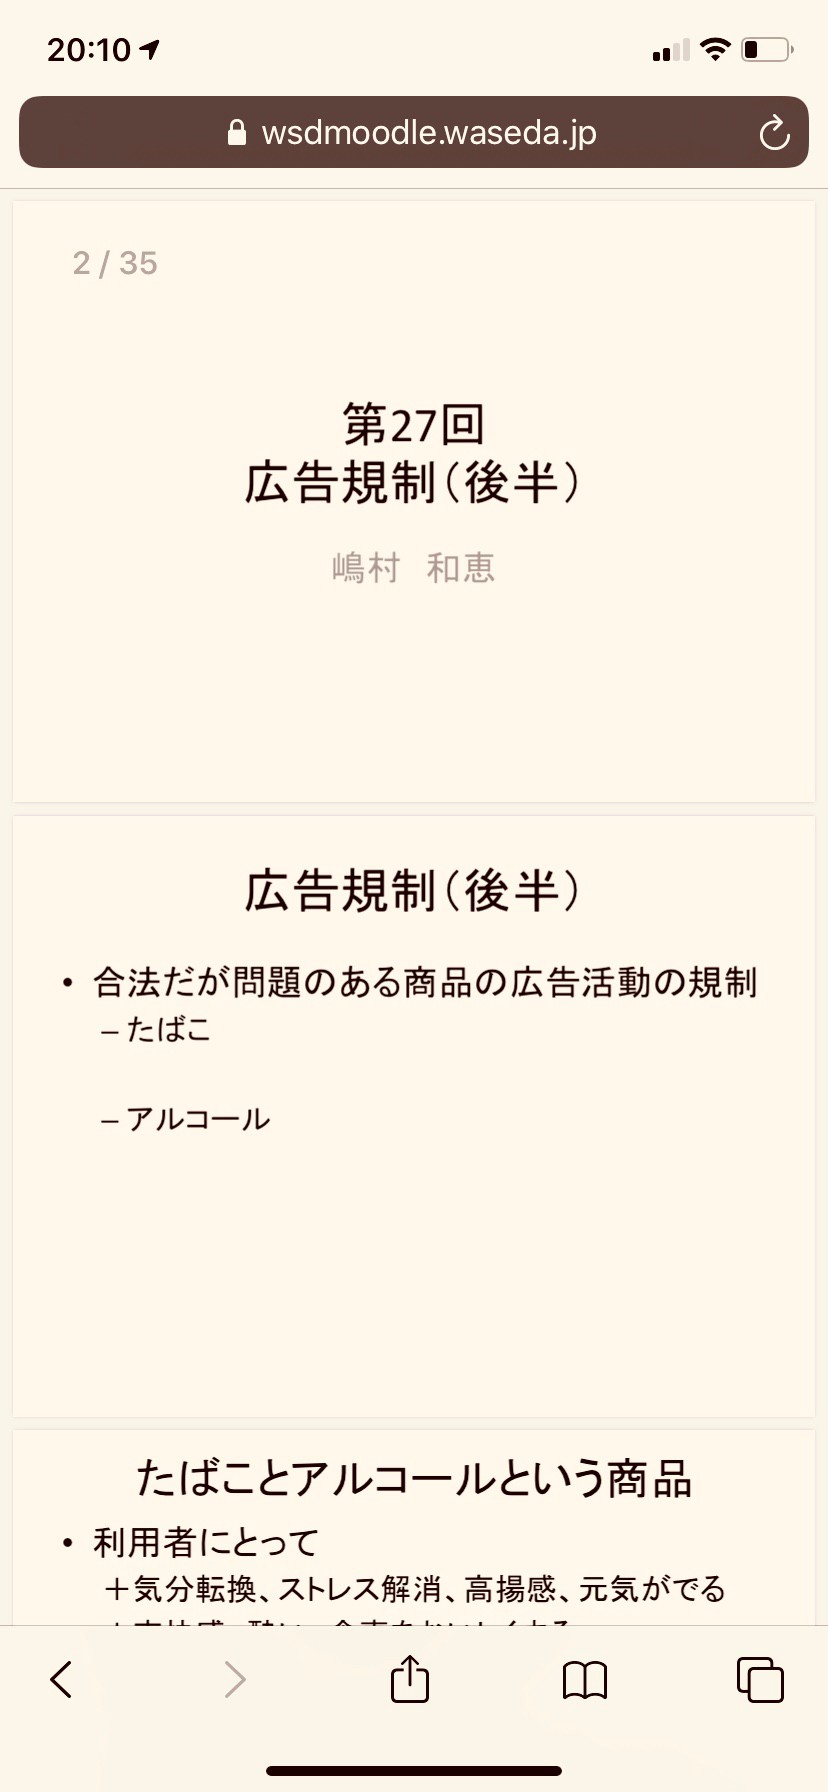 20:10
wsdmoodle.waseda.jp
2 / 35
第27回
広告規制(後半)
嶋村 和恵
広告規制(後半)
• 合法だが問題のある商品の広告活動の規制
– たばこ
– アルコール
たばことアルコールという商品
• 利用者にとって
＋気分転換、ストレス解消、高揚感、元気がでる